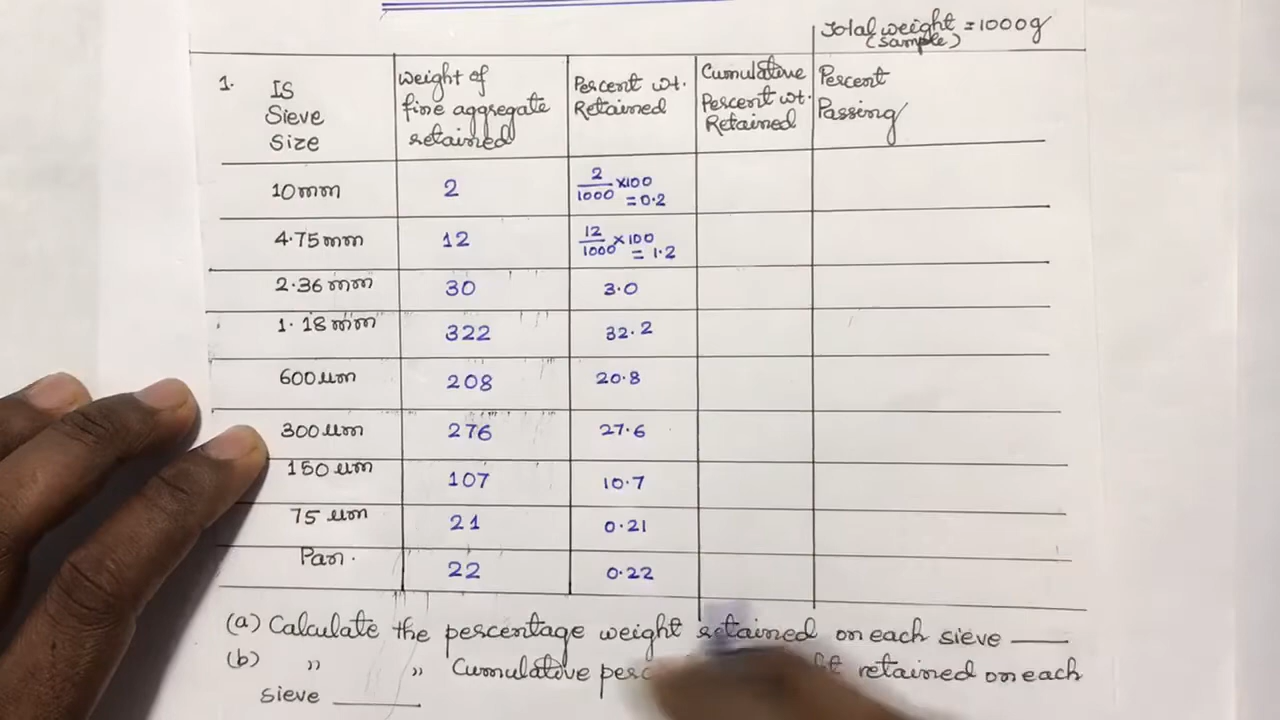 Total weight = 1000g
(sample)
1. IS Sieve Size
Weight of fine aggregate retained
Percent wt. Retained
Cumulative Percent wt. Retained
Percent Passing
10mm 2 2/1000 ×100 = 0.2
4.75mm 12 12/1000 ×100 = 1.2
2.36mm 30 3.0
1.18mm 322 32.2
600um 208 20.8
300um 276 27.6
150um 107 10.7
75um 21 0.21
Pan. 22 0.22
(a) Calculate the percentage weight retained on each sieve ___
(b) ,, ,, Cumulative retained on each
sieve ___